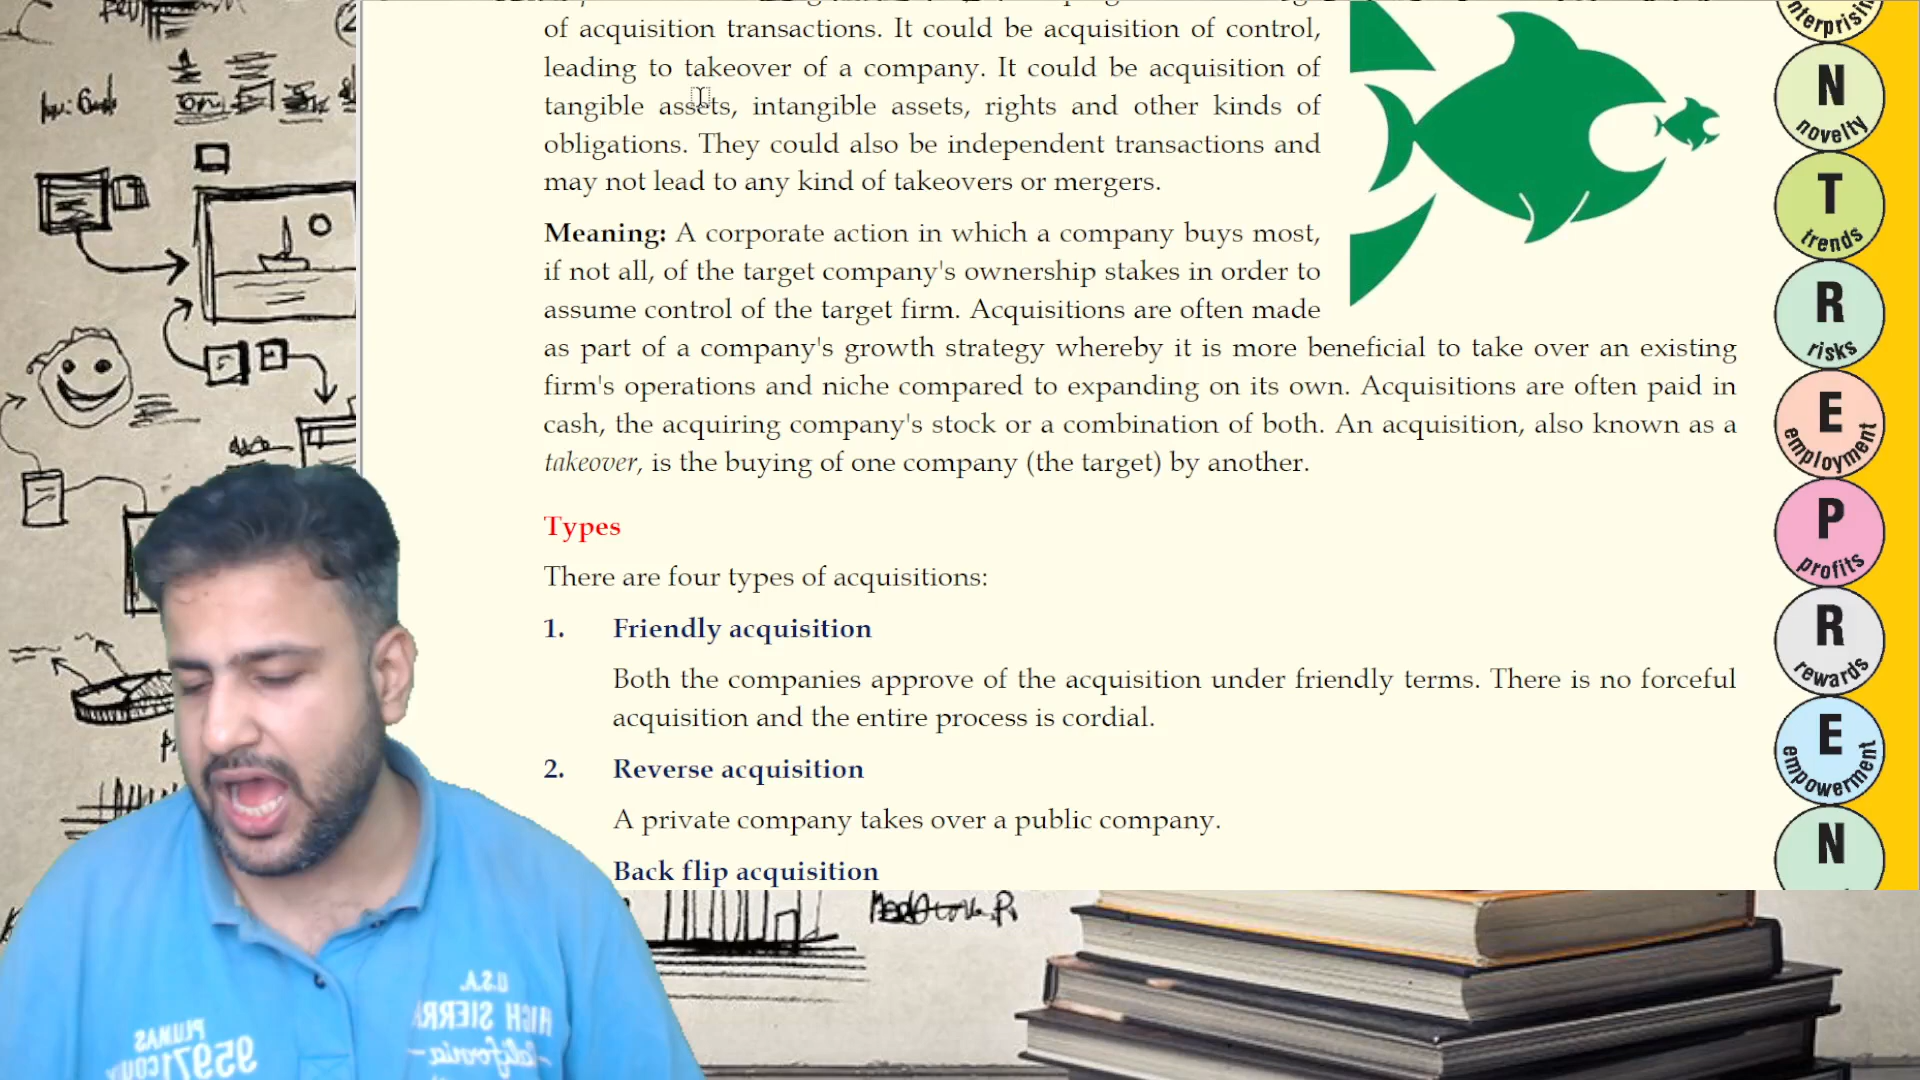 of acquisition transactions. It could be acquisition of control,
leading to takeover of a company. It could be acquisition of
tangible assets, intangible assets, rights and other kinds of
obligations. They could also be independent transactions and
may not lead to any kind of takeovers or mergers.
Meaning: A corporate action in which a company buys most,
if not all, of the target company's ownership stakes in order to
assume control of the target firm. Acquisitions are often made
as part of a company's growth strategy whereby it is more beneficial to take over an existing
firm's operations and niche compared to expanding on its own. Acquisitions are often paid in
cash, the acquiring company's stock or a combination of both. An acquisition, also known as a
takeover, is the buying of one company (the target) by another.
Types
There are four types of acquisitions:
1. Friendly acquisition
Both the companies approve of the acquisition under friendly terms. There is no forceful
acquisition and the entire process is cordial.
2. Reverse acquisition
A private company takes over a public company.
Back flip acquisition
N
novelty
T
trends
R
risks
E
employment
P
profits
R
rewards
E
empowerment
N
U.S.A.
HIGH SIERR
California
PLUMAS
95971